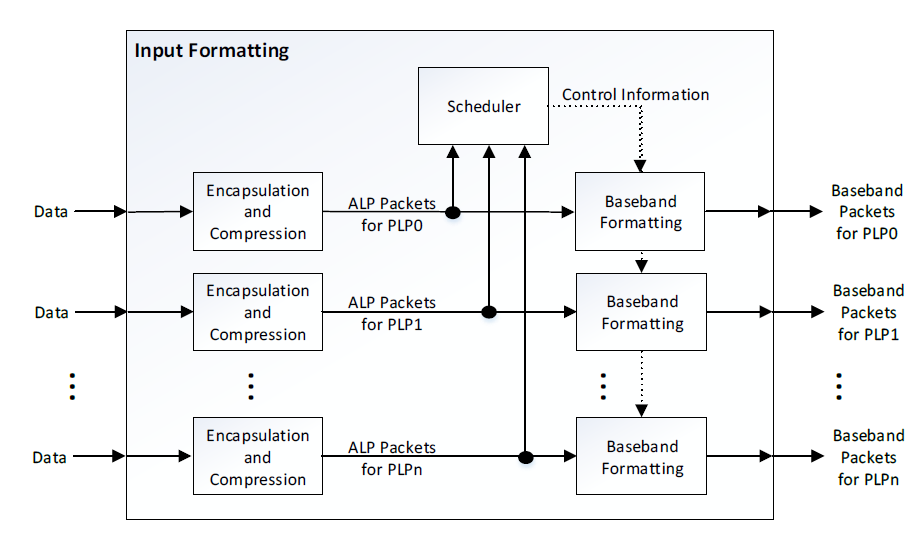 Input Formatting
Scheduler
Control Information
Data
Encapsulation
and
Compression
ALP Packets
for PLP0
Baseband
Formatting
Baseband
Packets
for PLP0
Data
Encapsulation
and
Compression
ALP Packets
for PLP1
Baseband
Formatting
Baseband
Packets
for PLP1
Data
Encapsulation
and
Compression
ALP Packets
for PLPn
Baseband
Formatting
Baseband
Packets
for PLPn